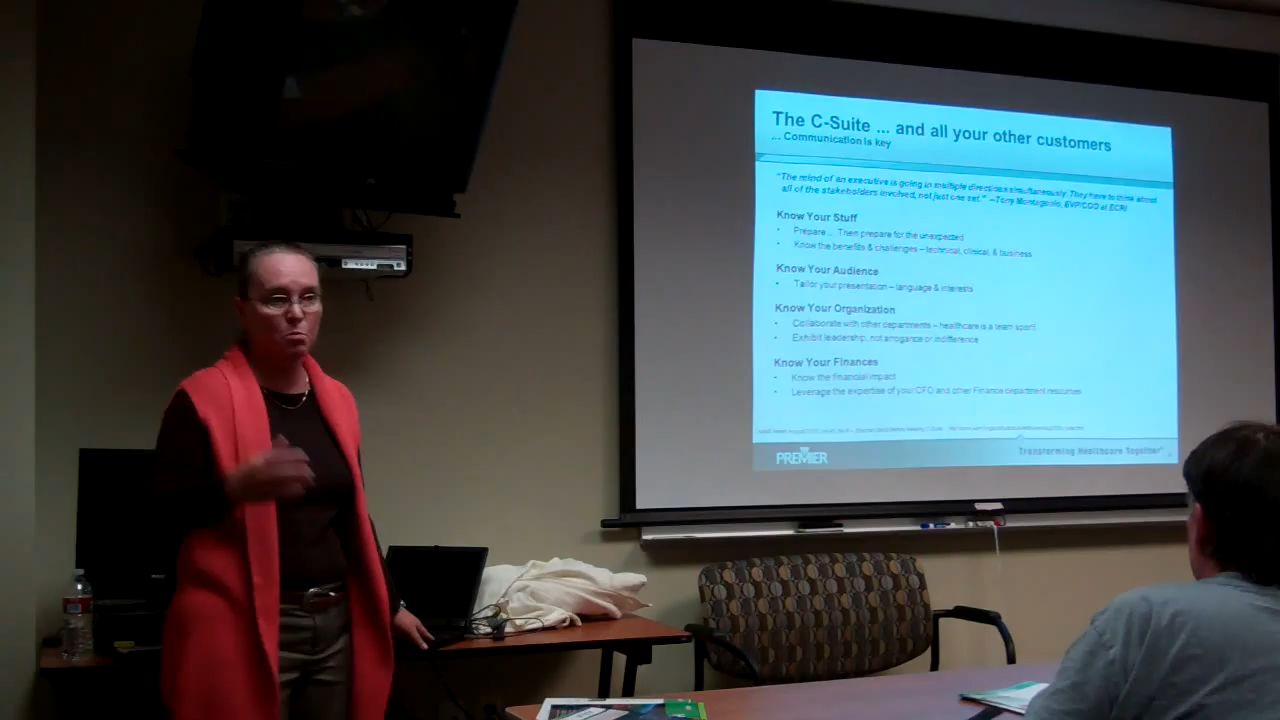 The C-Suite ... and all your other customers
... Communication is key
"The mind of an executive is going in multiple directions simultaneously. They have to think about
all of the stakeholders involved, not just one set." –Tony Montagnolo, EVP/COO at ECRI
Know Your Stuff
• Prepare... Then prepare for the unexpected
• Know the benefits & challenges – technical, clinical, & business
Know Your Audience
• Tailor your presentation – language & interests
Know Your Organization
• Collaborate with other departments – healthcare is a team sport!
• Exhibit leadership, not arrogance or indifference
Know Your Finances
• Know the financial impact
• Leverage the expertise of your CFO and other Finance department resources
PREMIER
Transforming Healthcare Together